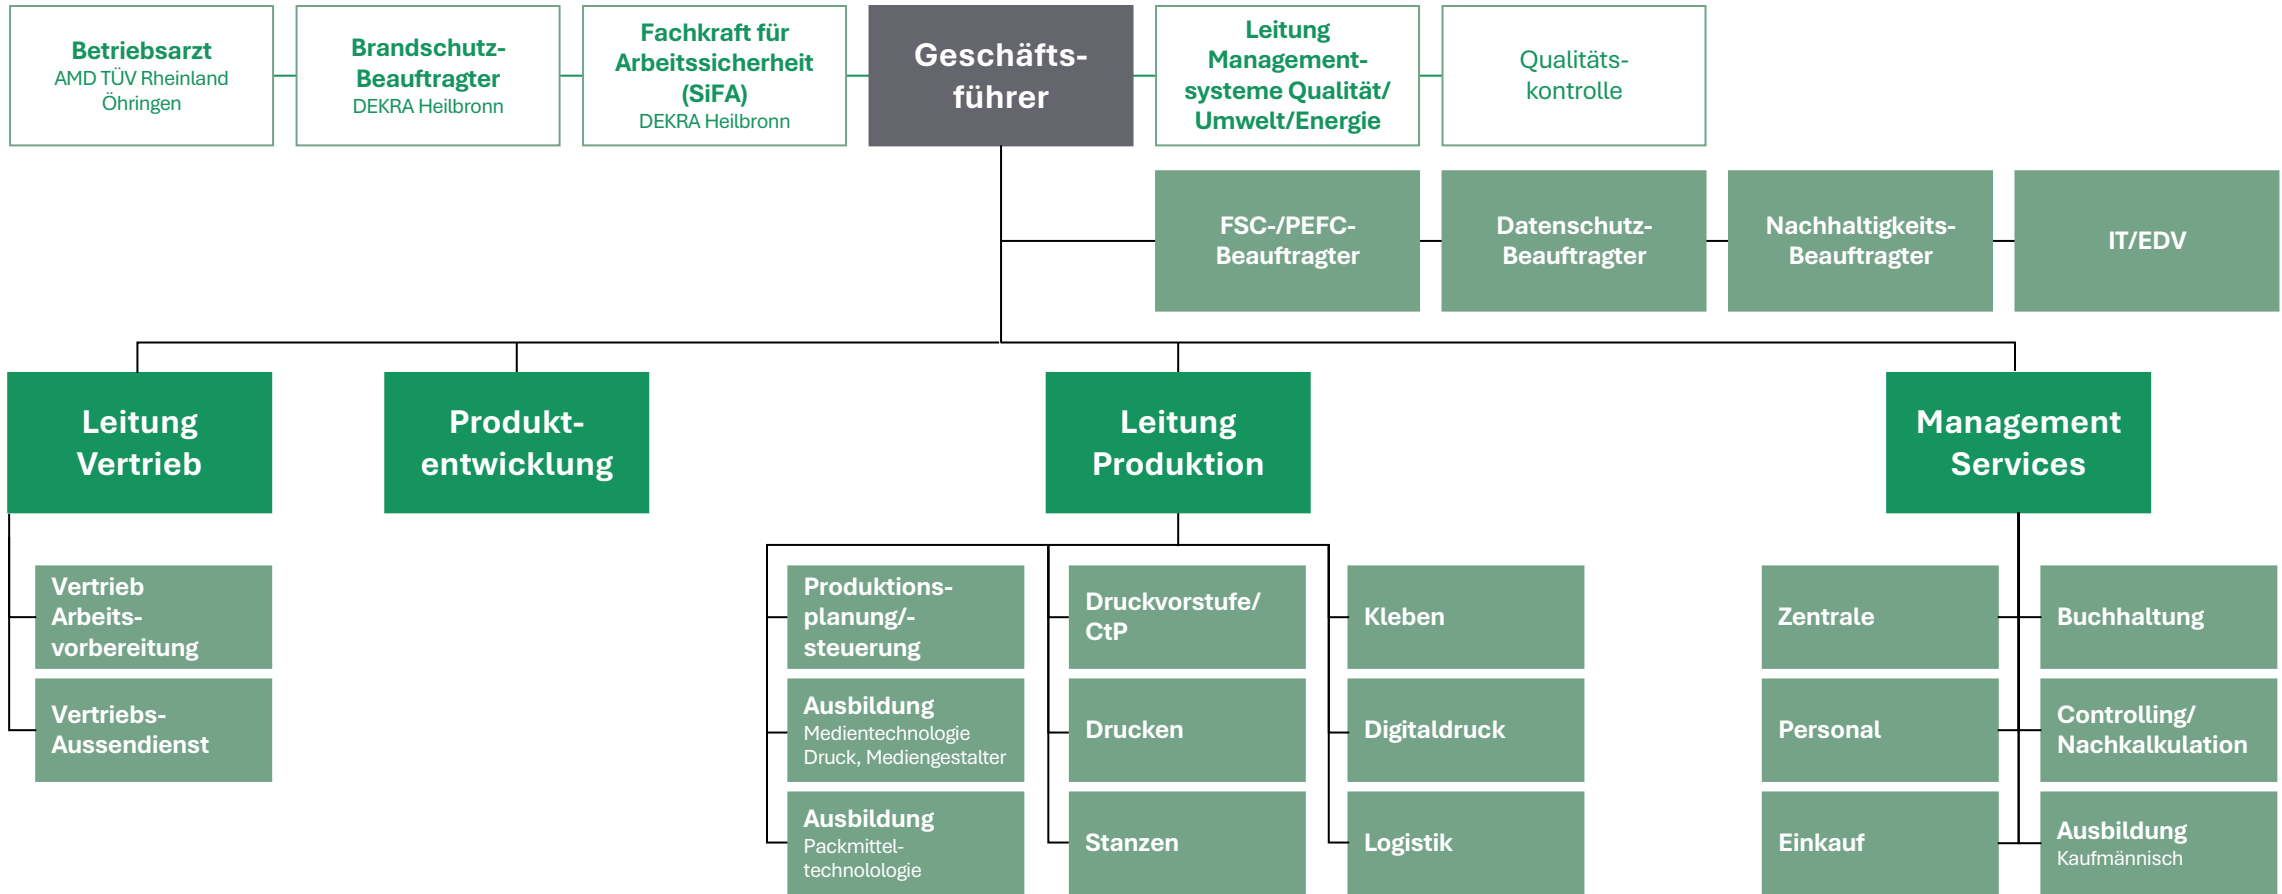 Betriebsarzt
AMD TÜV Rheinland
Öhringen
Brandschutz-
Beauftragter
DEKRA Heilbronn
Fachkraft für
Arbeitssicherheit
(SiFA)
DEKRA Heilbronn
Geschäfts-
führer
Leitung
Management-
systeme Qualität/
Umwelt/Energie
Qualitäts-
kontrolle
FSC-/PEFC-
Beauftragter
Datenschutz-
Beauftragter
Nachhaltigkeits-
Beauftragter
IT/EDV
Leitung
Vertrieb
Produkt-
entwicklung
Leitung
Produktion
Management
Services
Vertrieb
Arbeits-
vorbereitung
Vertriebs-
Aussendienst
Produktions-
planung/-
steuerung
Ausbildung
Medientechnologie
Druck, Mediengestalter
Ausbildung
Packmittel-
technolologie
Druckvorstufe/
CtP
Drucken
Stanzen
Kleben
Digitaldruck
Logistik
Zentrale
Personal
Einkauf
Buchhaltung
Controlling/
Nachkalkulation
Ausbildung
Kaufmännisch